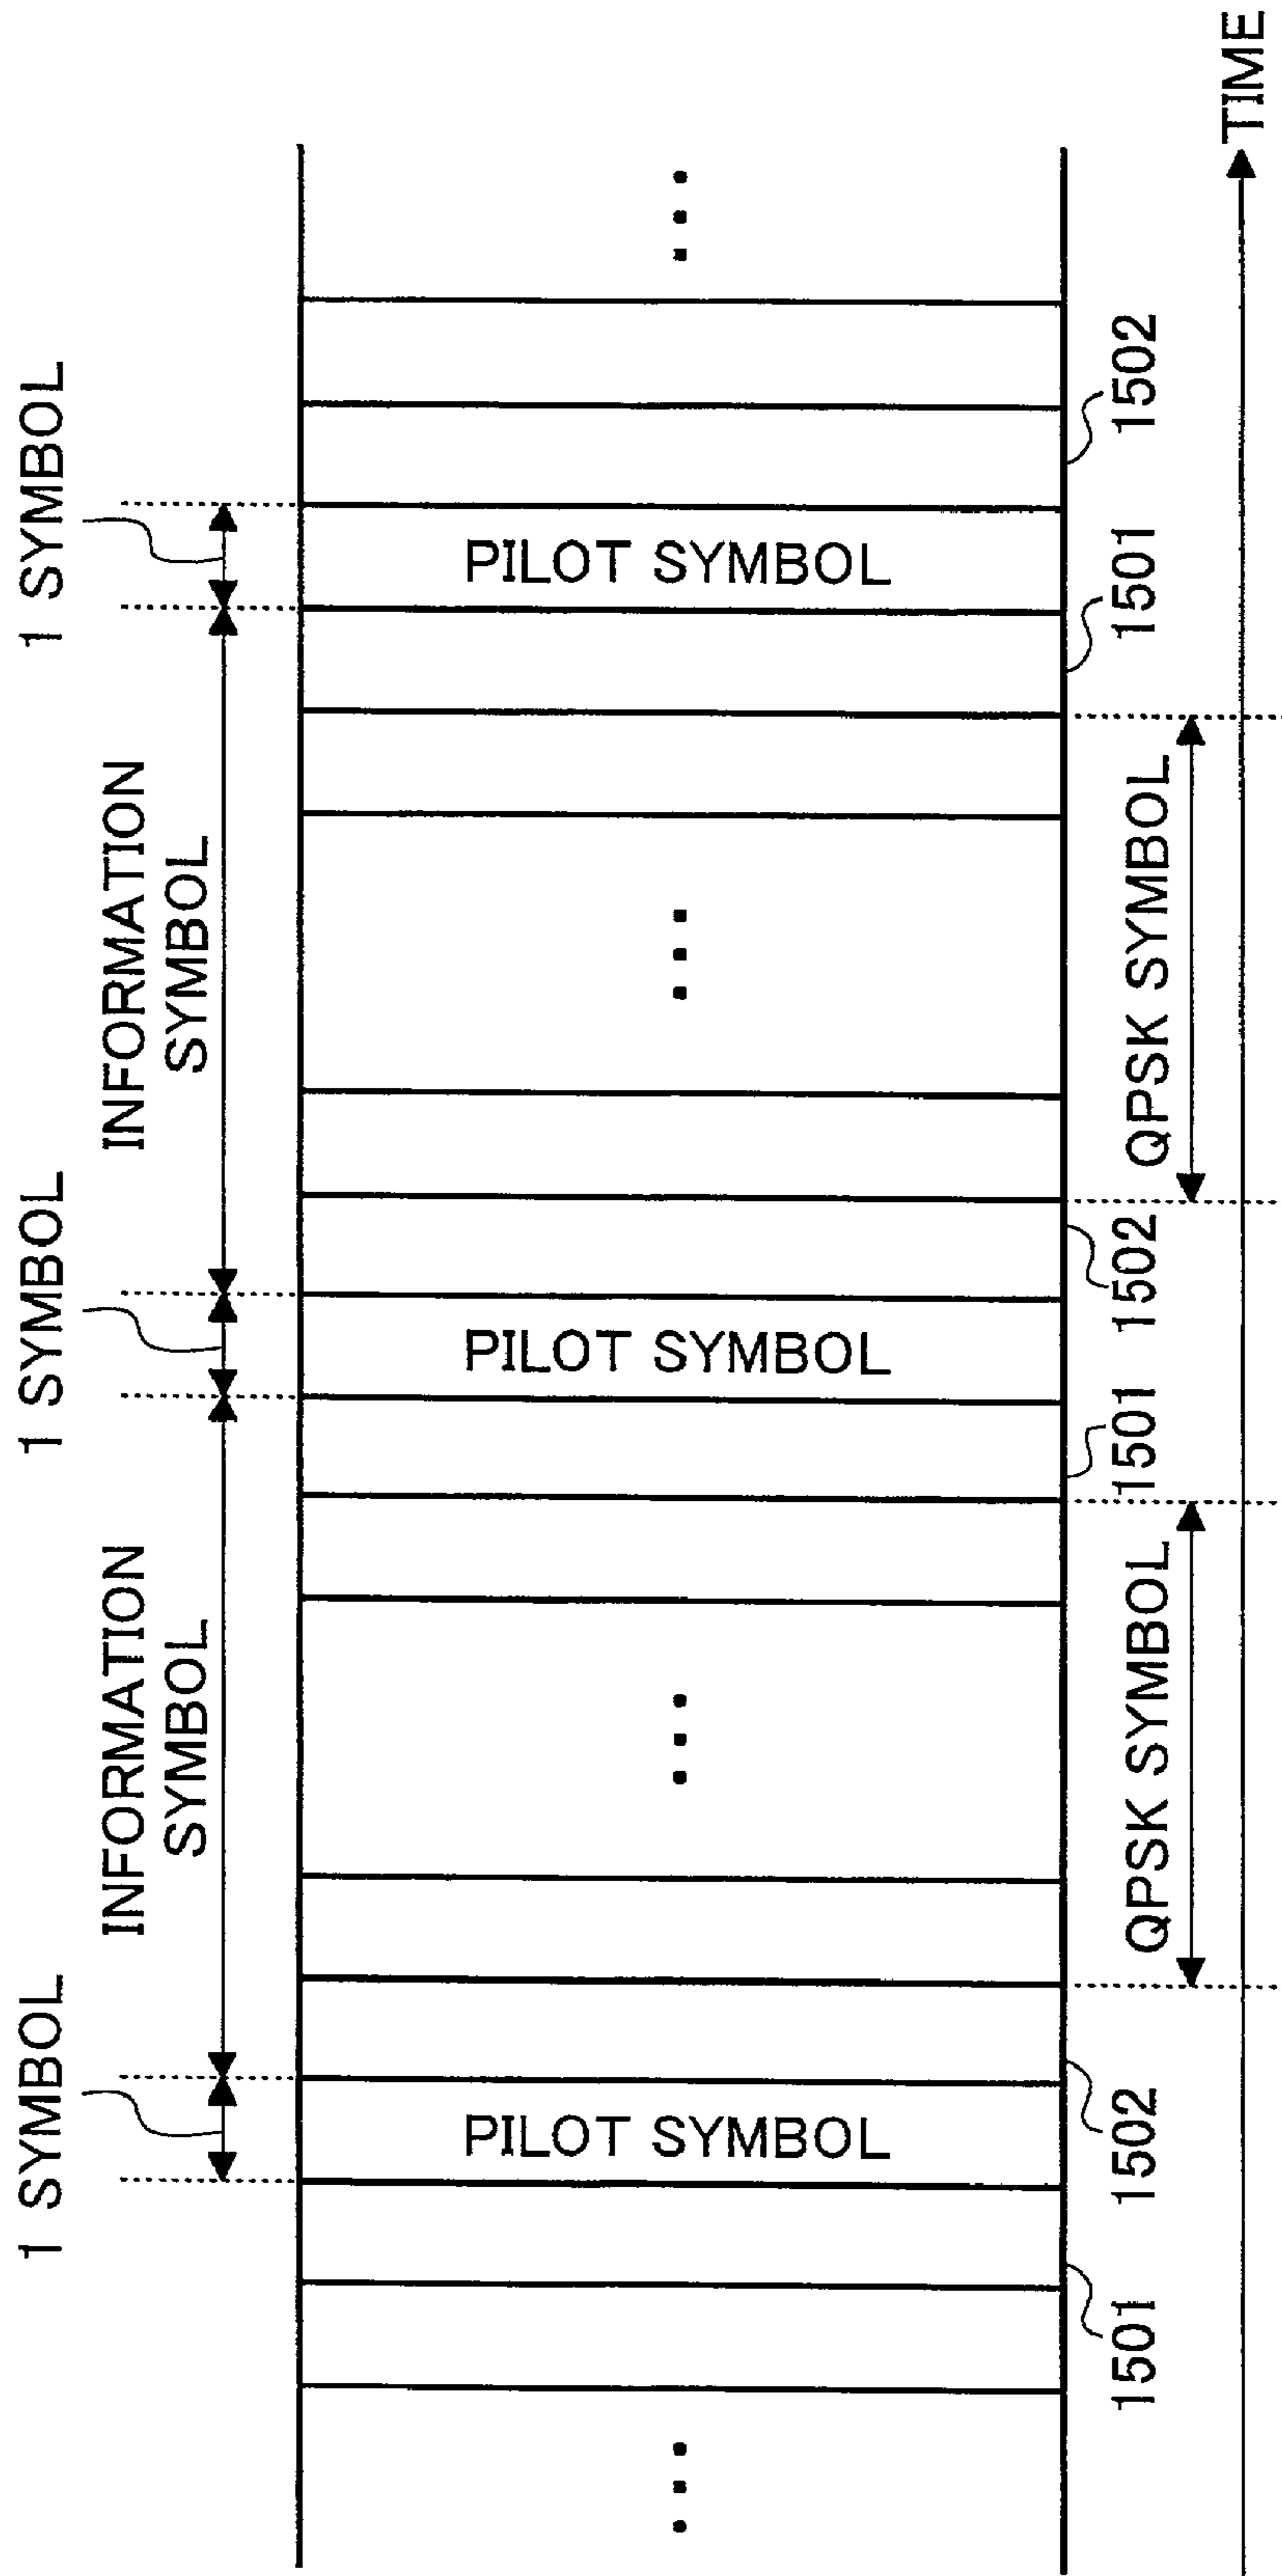 1 SYMBOL
1 SYMBOL
1 SYMBOL
INFORMATION
SYMBOL
INFORMATION
SYMBOL
PILOT SYMBOL
PILOT SYMBOL
PILOT SYMBOL
1501
1502
1501
1502
1501
1502
QPSK SYMBOL
QPSK SYMBOL
TIME